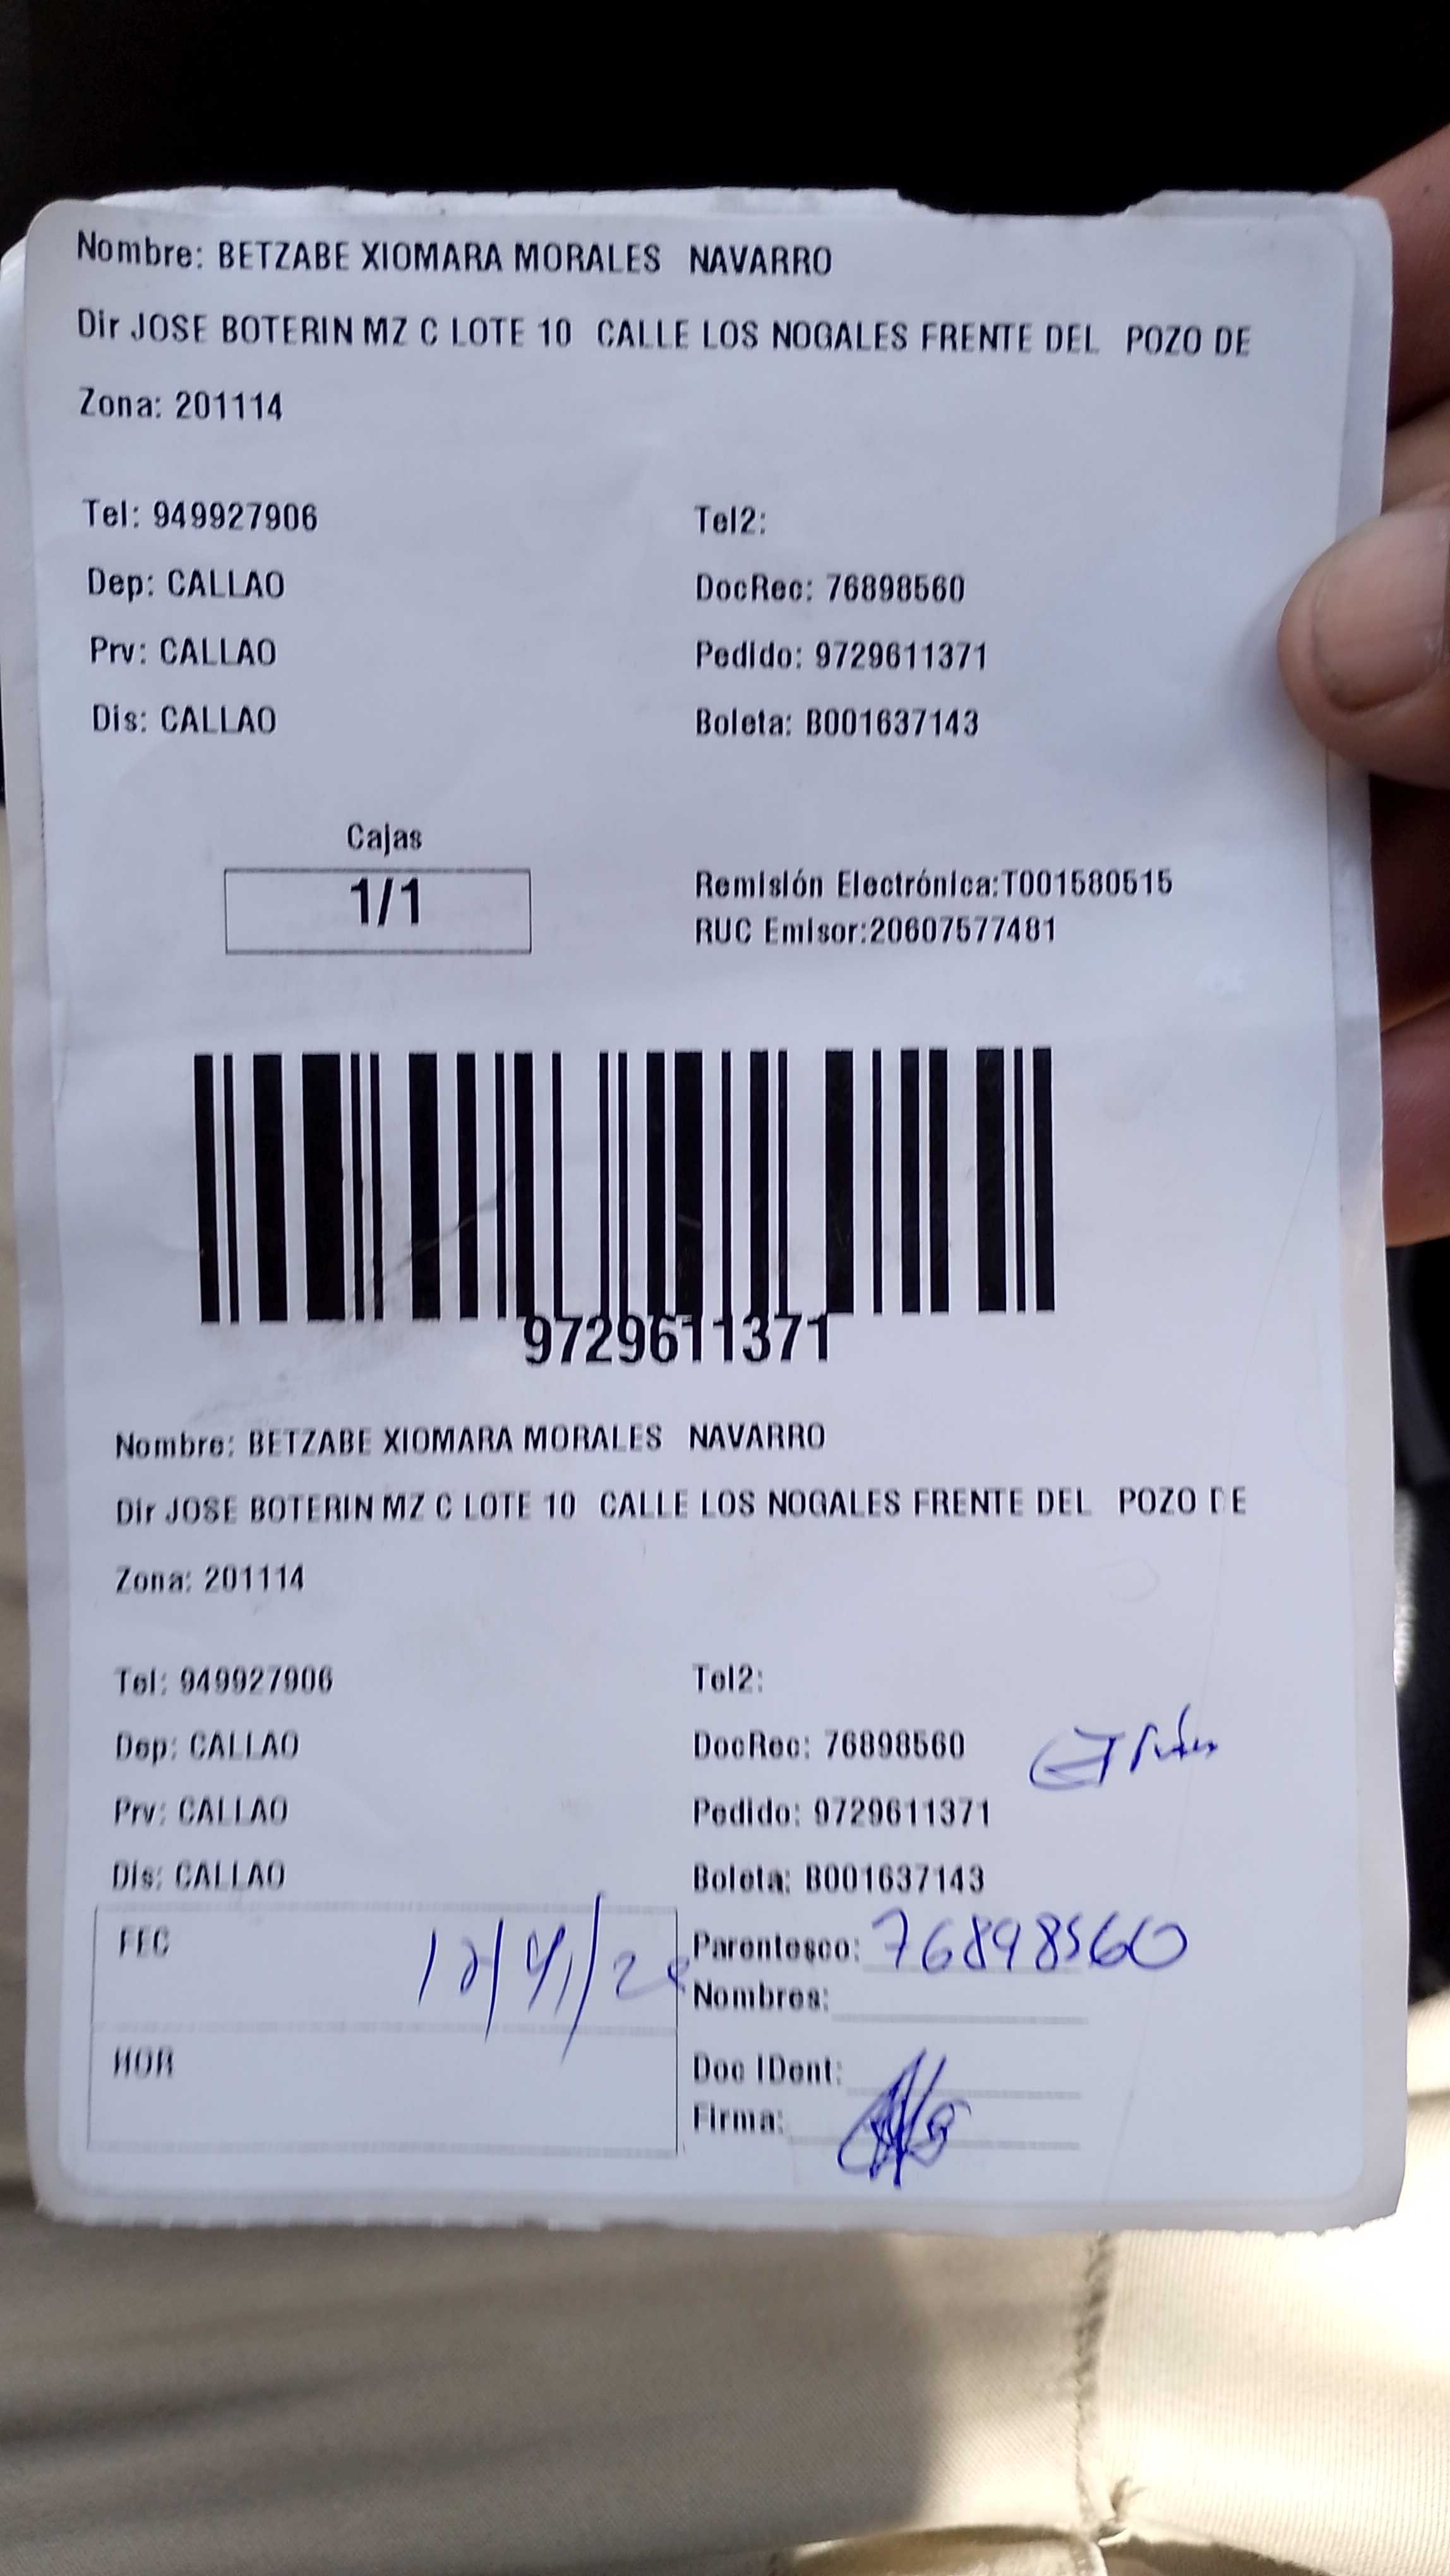 Nombre: BETZABE XIOMARA MORALES NAVARRO
Dir JOSE BOTERIN MZ C LOTE 10 CALLE LOS NOGALES FRENTE DEL POZO DE
Zona: 201114
Tel: 949927906 Tel2:
Dep: CALLAO DocRec: 76898560
Prv: CALLAO Pedido: 9729611371
Dis: CALLAO Boleta: B001637143
Cajas
1/1
Remisión Electrónica:T001580515
RUC Emisor:20607577481
9729611371
Nombre: BETZABE XIOMARA MORALES NAVARRO
Dir JOSE BOTERIN MZ C LOTE 10 CALLE LOS NOGALES FRENTE DEL POZO DE
Zona: 201114
Tel: 949927906 Tel2:
Dep: CALLAO DocRec: 76898560
Prv: CALLAO Pedido: 9729611371
Dis: CALLAO Boleta: B001637143
FEC Parentesco: 76898560
Nombres:
HOR Doc IDent:
Firma: